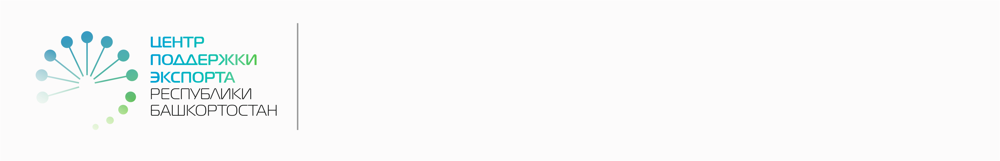 ЦЕНТР
ПОДДЕРЖКИ
ЭКСПОРТА
РЕСПУБЛИКИ
БАШКОРТОСТАН